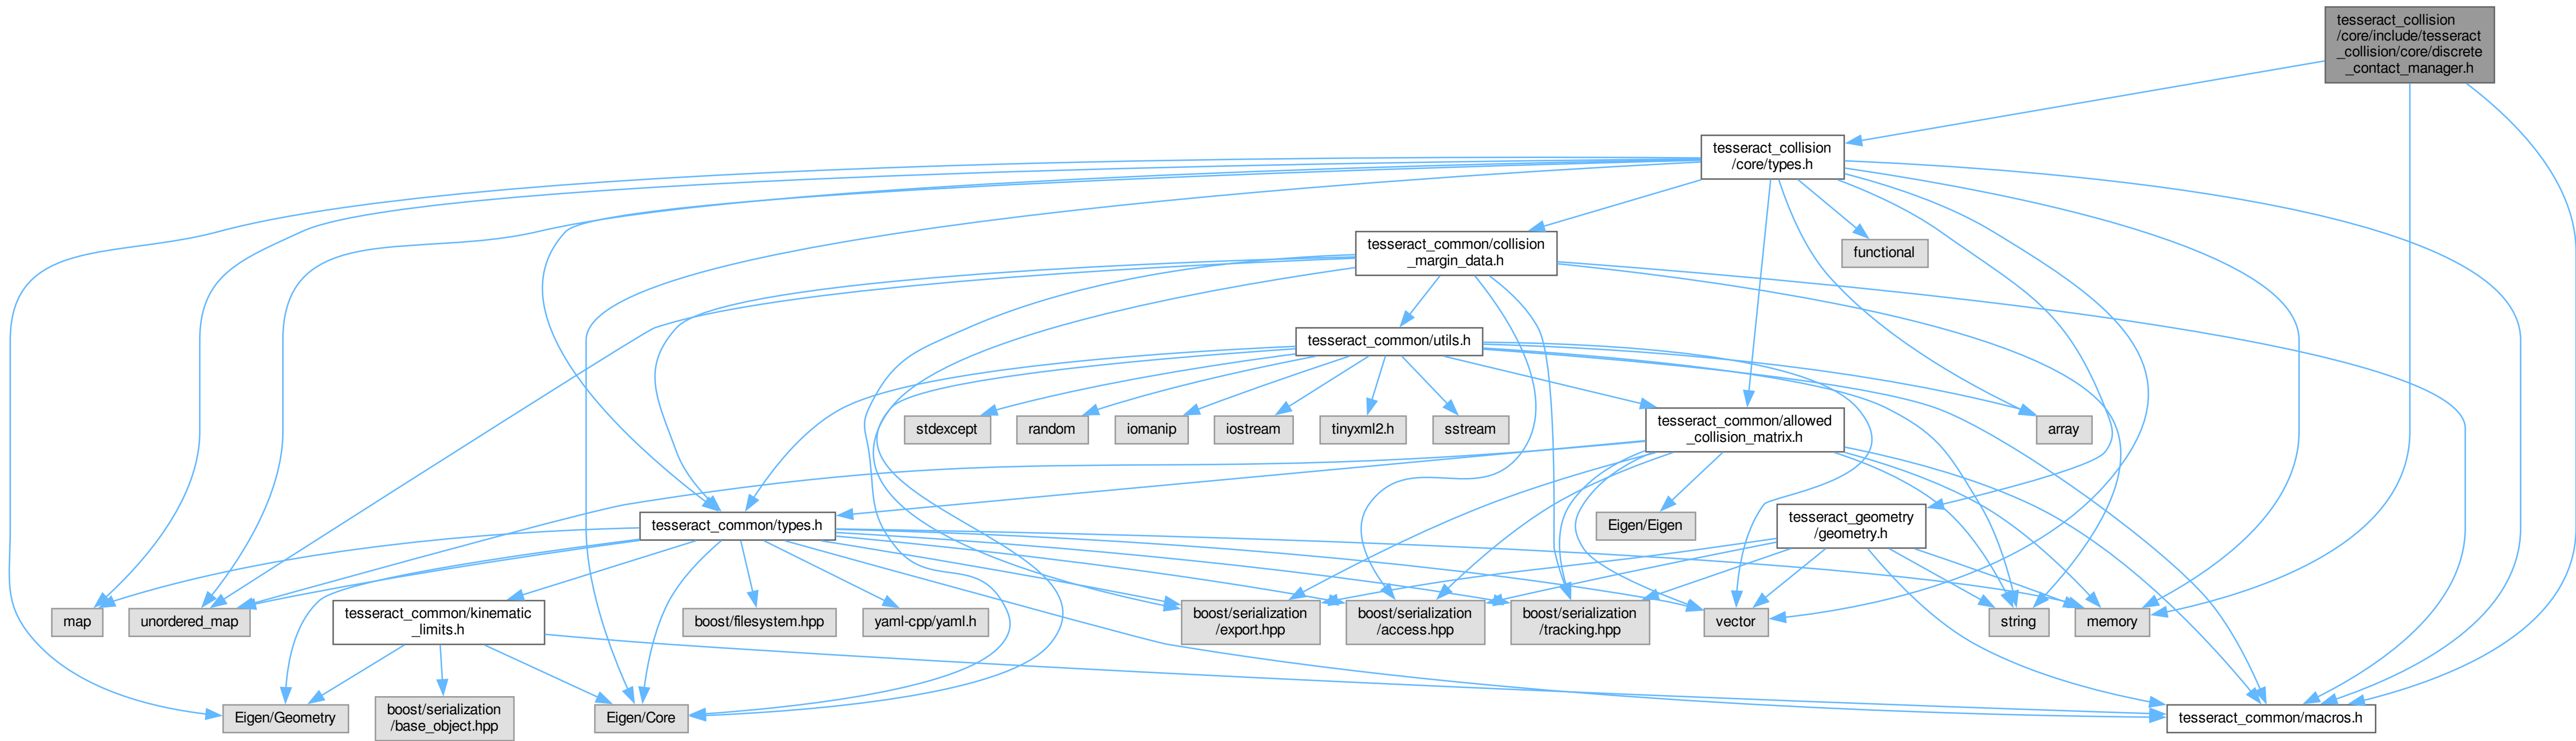 tesseract_collision
/core/include/tesseract
_collision/core/discrete
_contact_manager.h
tesseract_collision
/core/types.h
tesseract_common/collision
_margin_data.h
functional
tesseract_common/utils.h
stdexcept
random
iomanip
iostream
tinyxml2.h
sstream
tesseract_common/allowed
_collision_matrix.h
array
tesseract_common/types.h
Eigen/Eigen
tesseract_geometry
/geometry.h
map
unordered_map
tesseract_common/kinematic
_limits.h
boost/filesystem.hpp
yaml-cpp/yaml.h
boost/serialization
/export.hpp
boost/serialization
/access.hpp
boost/serialization
/tracking.hpp
vector
string
memory
Eigen/Geometry
boost/serialization
/base_object.hpp
Eigen/Core
tesseract_common/macros.h